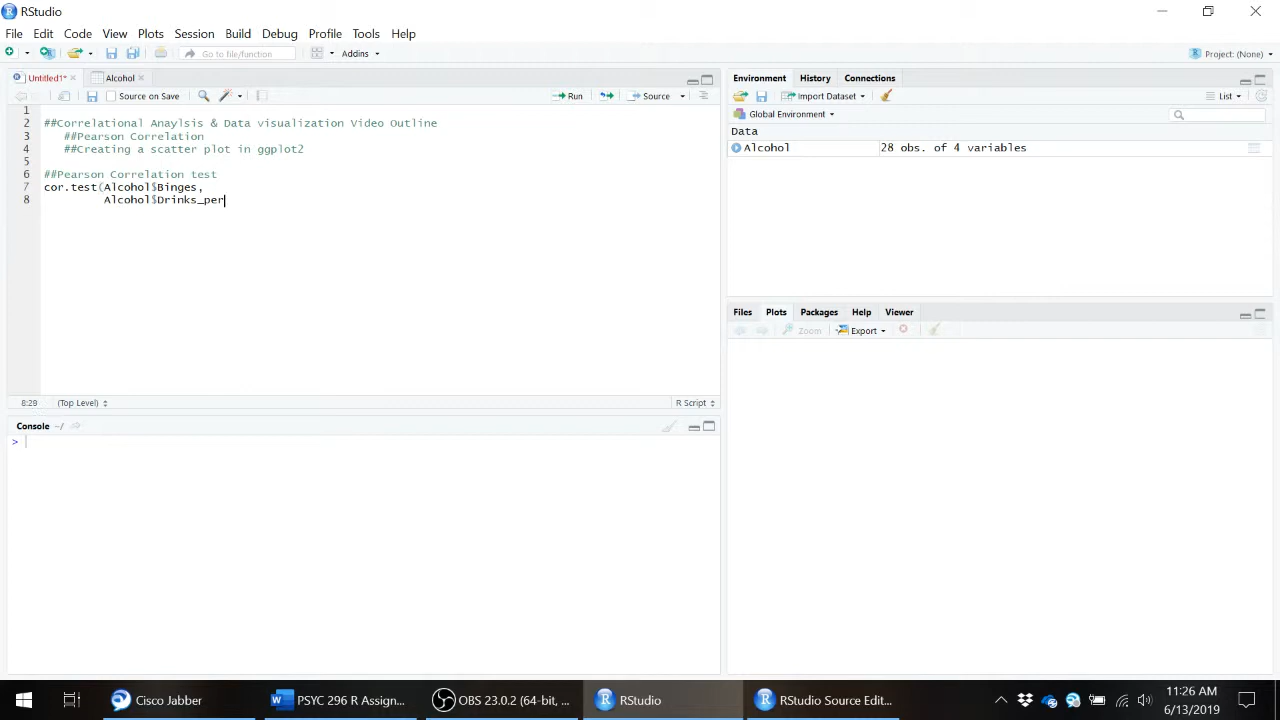 RStudio
File Edit Code View Plots Session Build Debug Profile Tools Help
Go to file/function Addins Project: (None)
Untitled1* Alcohol
Source on Save Run Source
1
2 ##Correlational Anaylsis & Data visualization Video Outline
3 ##Pearson Correlation
4 ##Creating a scatter plot in ggplot2
5
6 ##Pearson Correlation test
7 cor.test(Alcohol$Binges,
8 Alcohol$Drinks_per
8:28 (Top Level) R Script
Console ~/
>
Environment History Connections
Import Dataset List
Global Environment
Data
Alcohol 28 obs. of 4 variables
Files Plots Packages Help Viewer
Zoom Export
Cisco Jabber PSYC 296 R Assign... OBS 23.0.2 (64-bit, ... RStudio RStudio Source Edit...
11:26 AM
6/13/2019